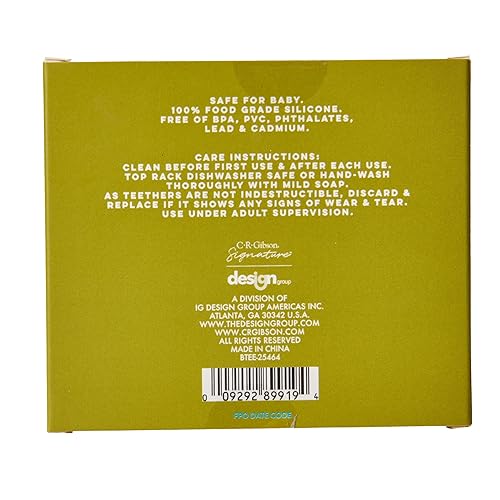 SAFE FOR BABY.
100% FOOD GRADE SILICONE.
FREE OF BPA, PVC, PHTHALATES,
LEAD & CADMIUM.
CARE INSTRUCTIONS:
CLEAN BEFORE FIRST USE & AFTER EACH USE.
TOP RACK DISHWASHER SAFE OR HAND-WASH
THOROUGHLY WITH MILD SOAP.
AS TEETHERS ARE NOT INDESTRUCTIBLE, DISCARD &
REPLACE IF IT SHOWS ANY SIGNS OF WEAR & TEAR.
USE UNDER ADULT SUPERVISION.
C•R•Gibson
Signature
design group
A DIVISION OF
IG DESIGN GROUP AMERICAS INC.
ATLANTA, GA 30342 U.S.A.
WWW.THEDESIGNGROUP.COM
WWW.CRGIBSON.COM
ALL RIGHTS RESERVED
MADE IN CHINA
BTEE-25464
0 09292 89919 4
FPO DATE CODE